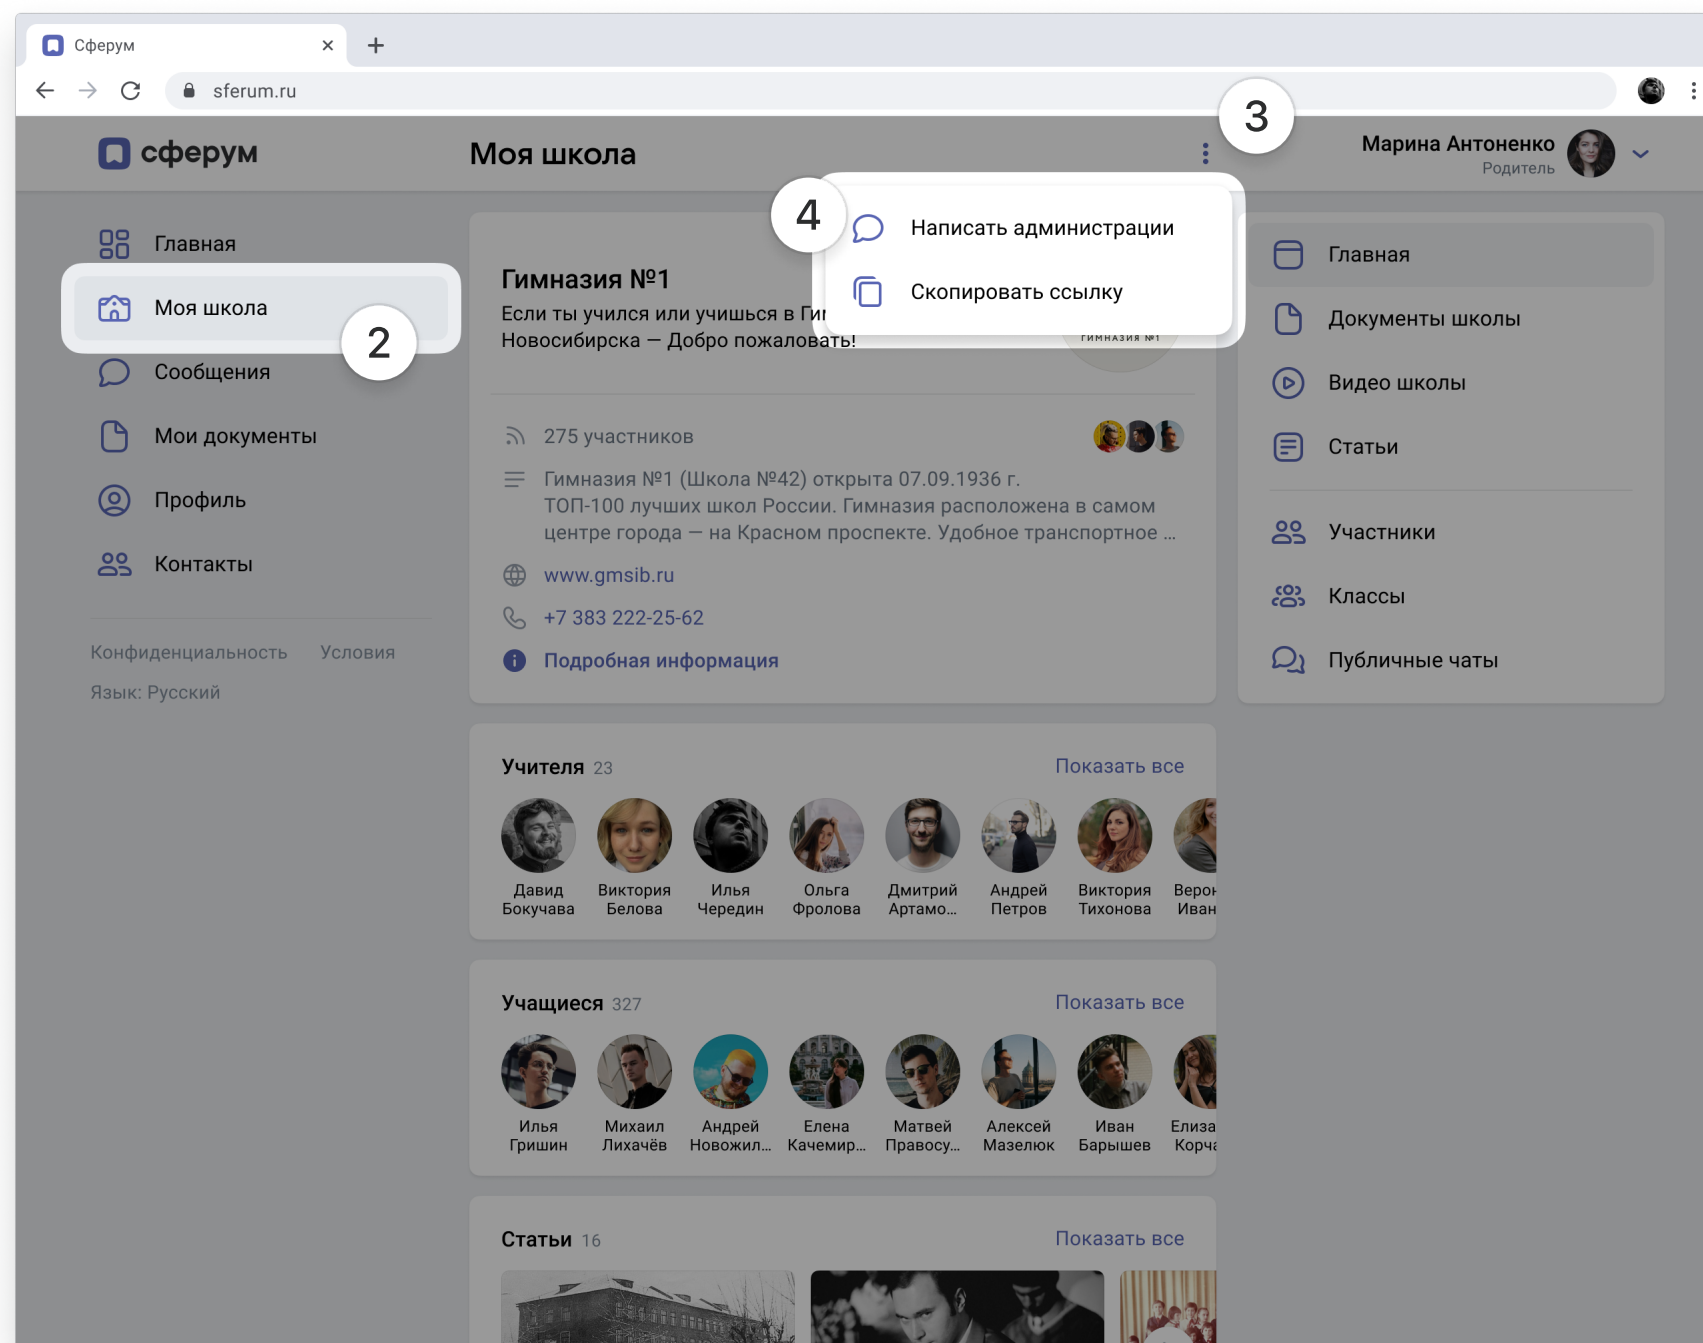 Сферум
sferum.ru
3
сферум
Моя школа
Марина Антоненко
Родитель
4
Написать администрации
Скопировать ссылку
Главная
Моя школа
2
Сообщения
Мои документы
Профиль
Контакты
Конфиденциальность Условия
Язык: Русский
Гимназия №1
Если ты учился или учишься в Ги
Новосибирска — Добро пожаловать!
ГИМНАЗИЯ №1
275 участников
Гимназия №1 (Школа №42) открыта 07.09.1936 г.
ТОП-100 лучших школ России. Гимназия расположена в самом
центре города — на Красном проспекте. Удобное транспортное ...
www.gmsib.ru
+7 383 222-25-62
Подробная информация
Главная
Документы школы
Видео школы
Статьи
Участники
Классы
Публичные чаты
Учителя 23
Показать все
Давид
Бокучава
Виктория
Белова
Илья
Чередин
Ольга
Фролова
Дмитрий
Артамо...
Андрей
Петров
Виктория
Тихонова
Верон
Иван
Учащиеся 327
Показать все
Илья
Гришин
Михаил
Лихачёв
Андрей
Новожил...
Елена
Качемир...
Матвей
Правосу...
Алексей
Мазелюк
Иван
Барышев
Елиза
Корча
Статьи 16
Показать все